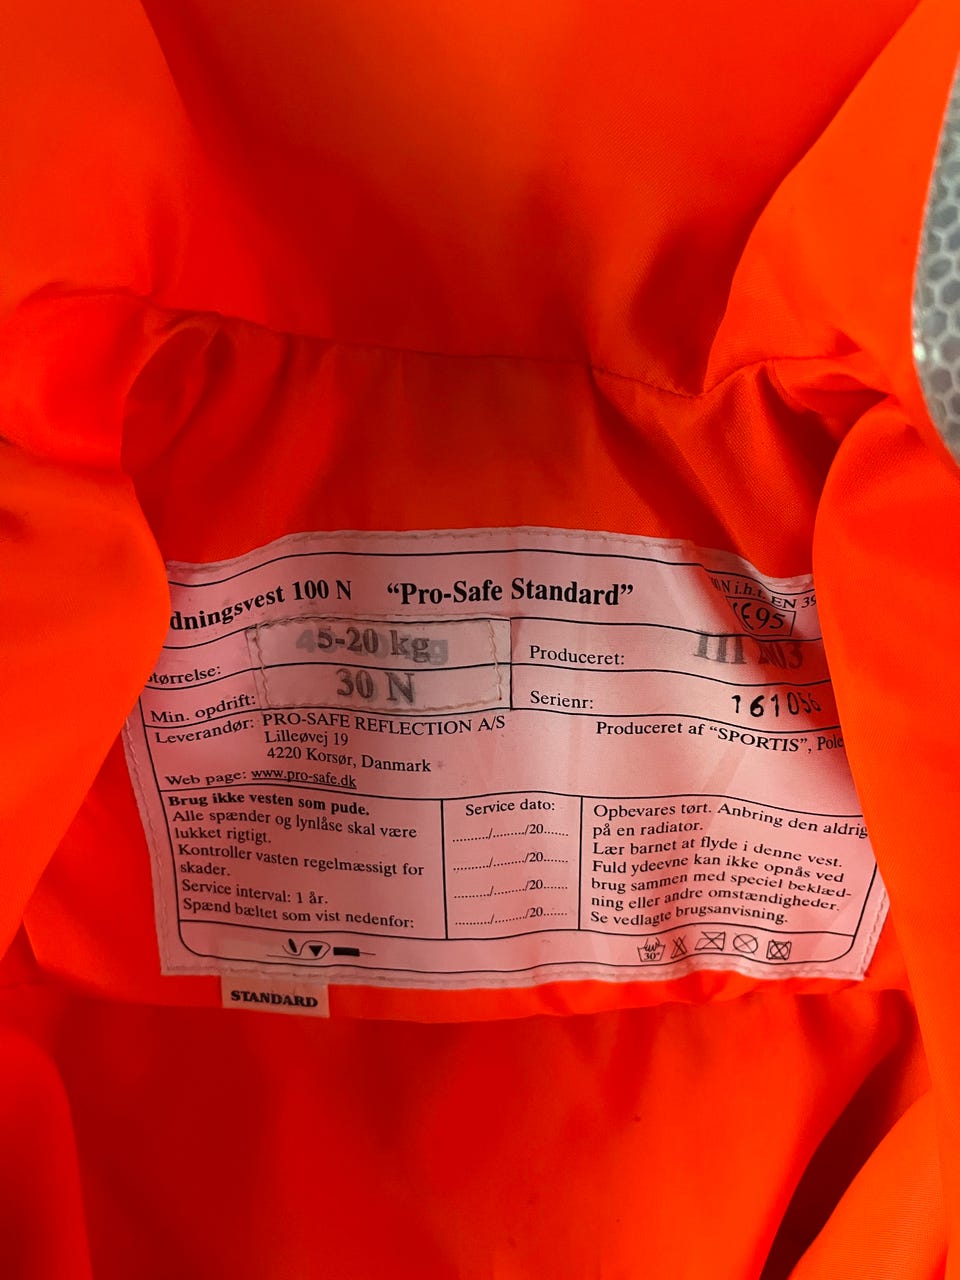 dningsvest 100 N “Pro-Safe Standard”
N i.h.t. EN 39
CE95
tørrelse: kg
Produceret: III
Min. opdrift: 30 N
Serienr: 161056
Leverandør: PRO-SAFE REFLECTION A/S
Lilleøvej 19
4220 Korsør, Danmark
Produceret af “SPORTIS”, Pole
Web page: www.pro-safe.dk
Brug ikke vesten som pude.
Alle spænder og lynlåse skal være
lukket rigtigt.
Kontroller vasten regelmæssigt for
skader.
Service interval: 1 år.
Spænd bæltet som vist nedenfor:
Service dato:
........./........./20.......
........./........./20.......
........./........./20.......
........./........./20.......
Opbevares tørt. Anbring den aldrig
på en radiator.
Lær barnet at flyde i denne vest.
Fuld ydeevne kan ikke opnås ved
brug sammen med speciel beklæd-
ning eller andre omstændigheder.
Se vedlagte brugsanvisning.
30°
STANDARD